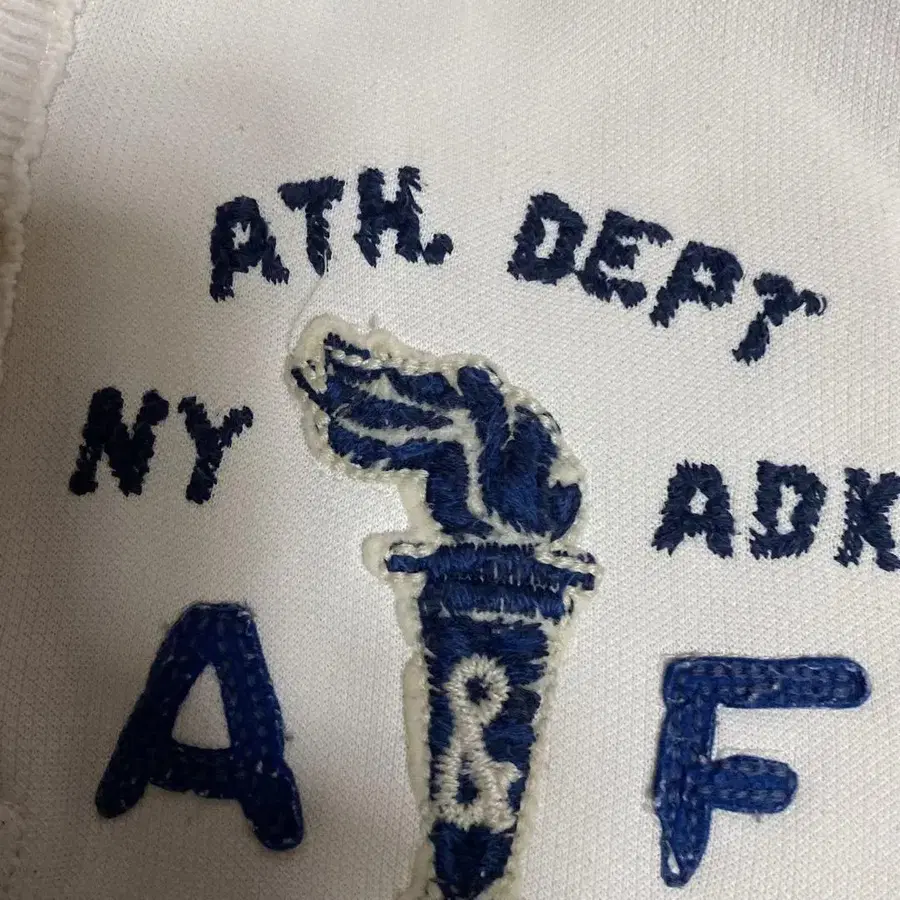 ATH. DEPT
NY ADK
A & F